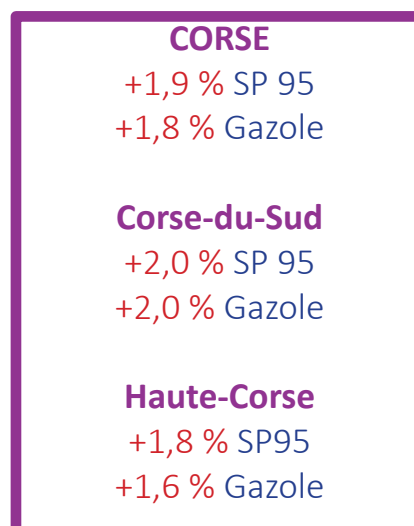 CORSE
+1,9 % SP 95
+1,8 % Gazole
Corse-du-Sud
+2,0 % SP 95
+2,0 % Gazole
Haute-Corse
+1,8 % SP95
+1,6 % Gazole